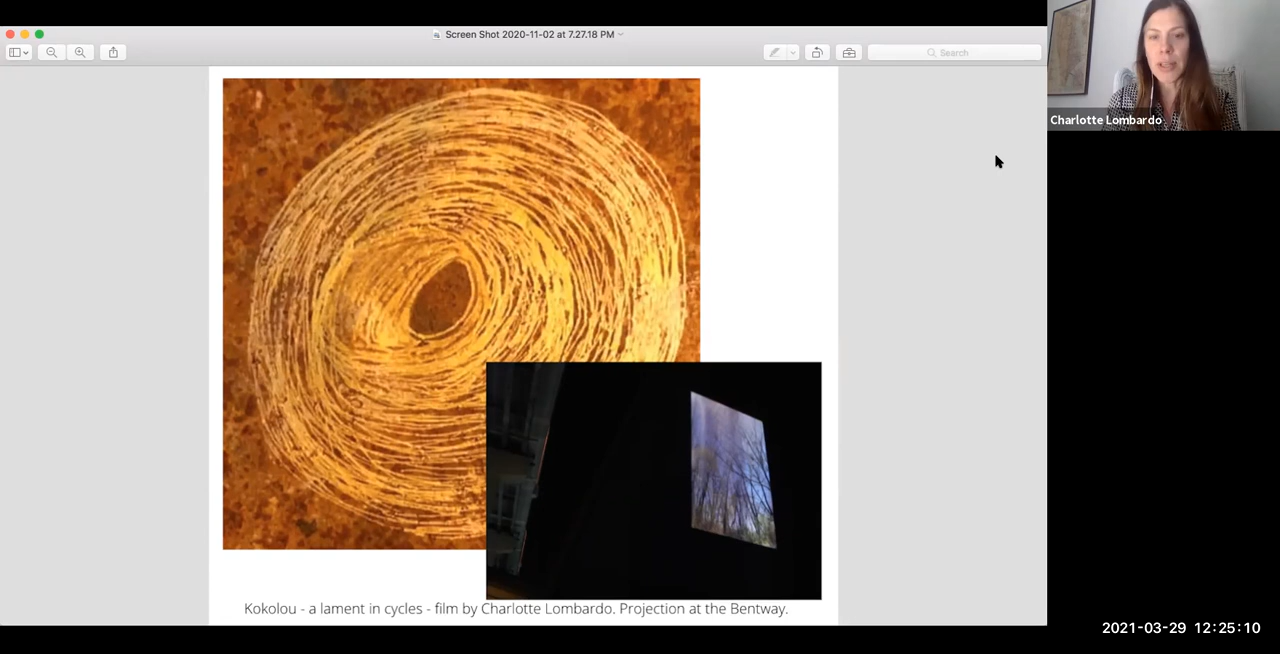 Screen Shot 2020-11-02 at 7.27.18 PM
Search
Charlotte Lombardo
Kokolou - a lament in cycles - film by Charlotte Lombardo. Projection at the Bentway.
2021-03-29 12:25:10